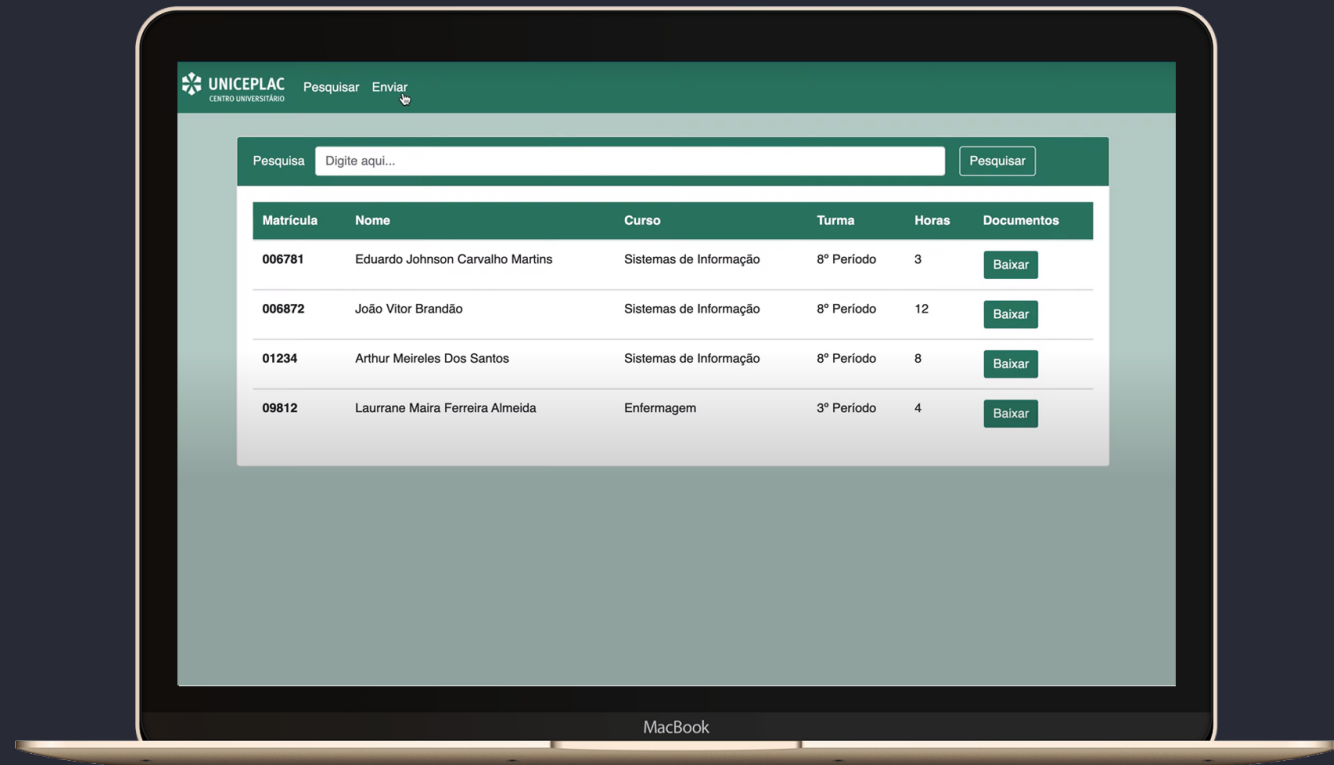 UNICEPLAC
CENTRO UNIVERSITÁRIO
Pesquisar Enviar
Pesquisa Digite aqui... Pesquisar
Matrícula Nome Curso Turma Horas Documentos
006781 Eduardo Johnson Carvalho Martins Sistemas de Informação 8º Período 3 Baixar
006872 João Vitor Brandão Sistemas de Informação 8º Período 12 Baixar
01234 Arthur Meireles Dos Santos Sistemas de Informação 8º Período 8 Baixar
09812 Laurrane Maira Ferreira Almeida Enfermagem 3º Período 4 Baixar
MacBook